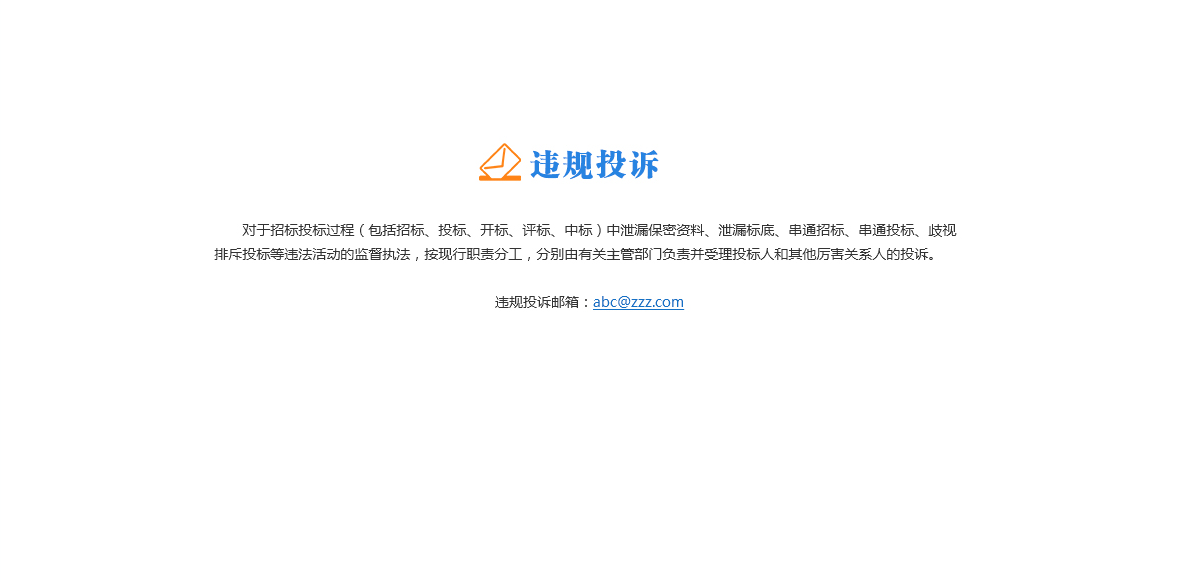 违规投诉
对于招标投标过程（包括招标、投标、开标、评标、中标）中泄漏保密资料、泄漏标底、串通招标、串通投标、歧视
排斥投标等违法活动的监督执法，按现行职责分工，分别由有关主管部门负责并受理投标人和其他厉害关系人的投诉。
违规投诉邮箱：abc@zzz.com